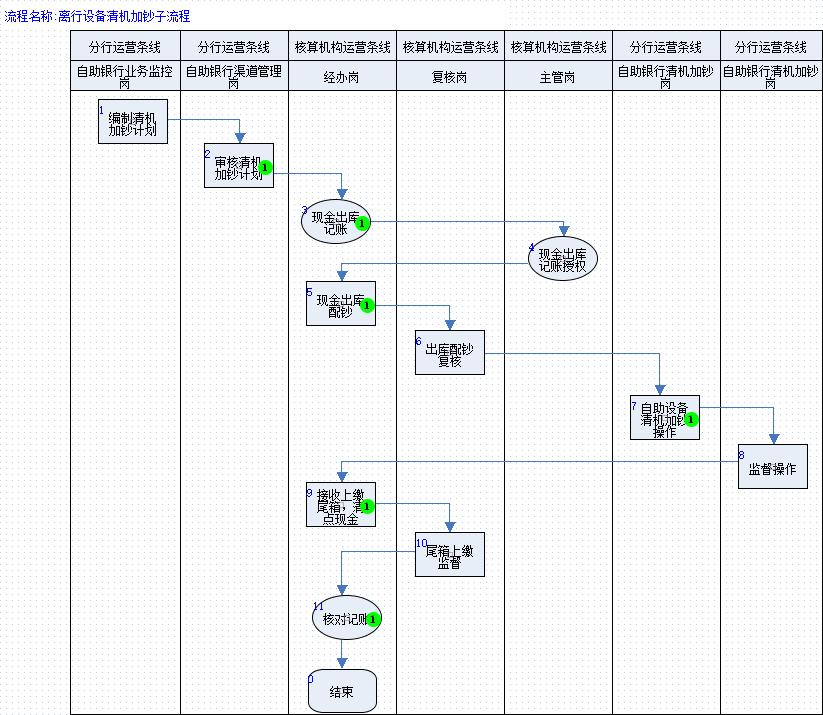 流程名称:离行设备清机加钞子流程
分行运营条线
分行运营条线
核算机构运营条线
核算机构运营条线
核算机构运营条线
分行运营条线
分行运营条线
自助银行业务监控
岗
自助银行渠道管理
岗
经办岗
复核岗
主管岗
自助银行清机加钞
岗
自助银行清机加钞
岗
1
编制清机
加钞计划
2
审核清机
加钞计划
1
3
现金出库
记账
1
4
现金出库
记账授权
5
现金出库
配钞
1
6
出库配钞
复核
7
自助设备
清机加钞
操作
1
8
监督操作
9
接收上缴
尾箱，清
点现金
1
10
尾箱上缴
监督
11
核对记账
1
0
结束